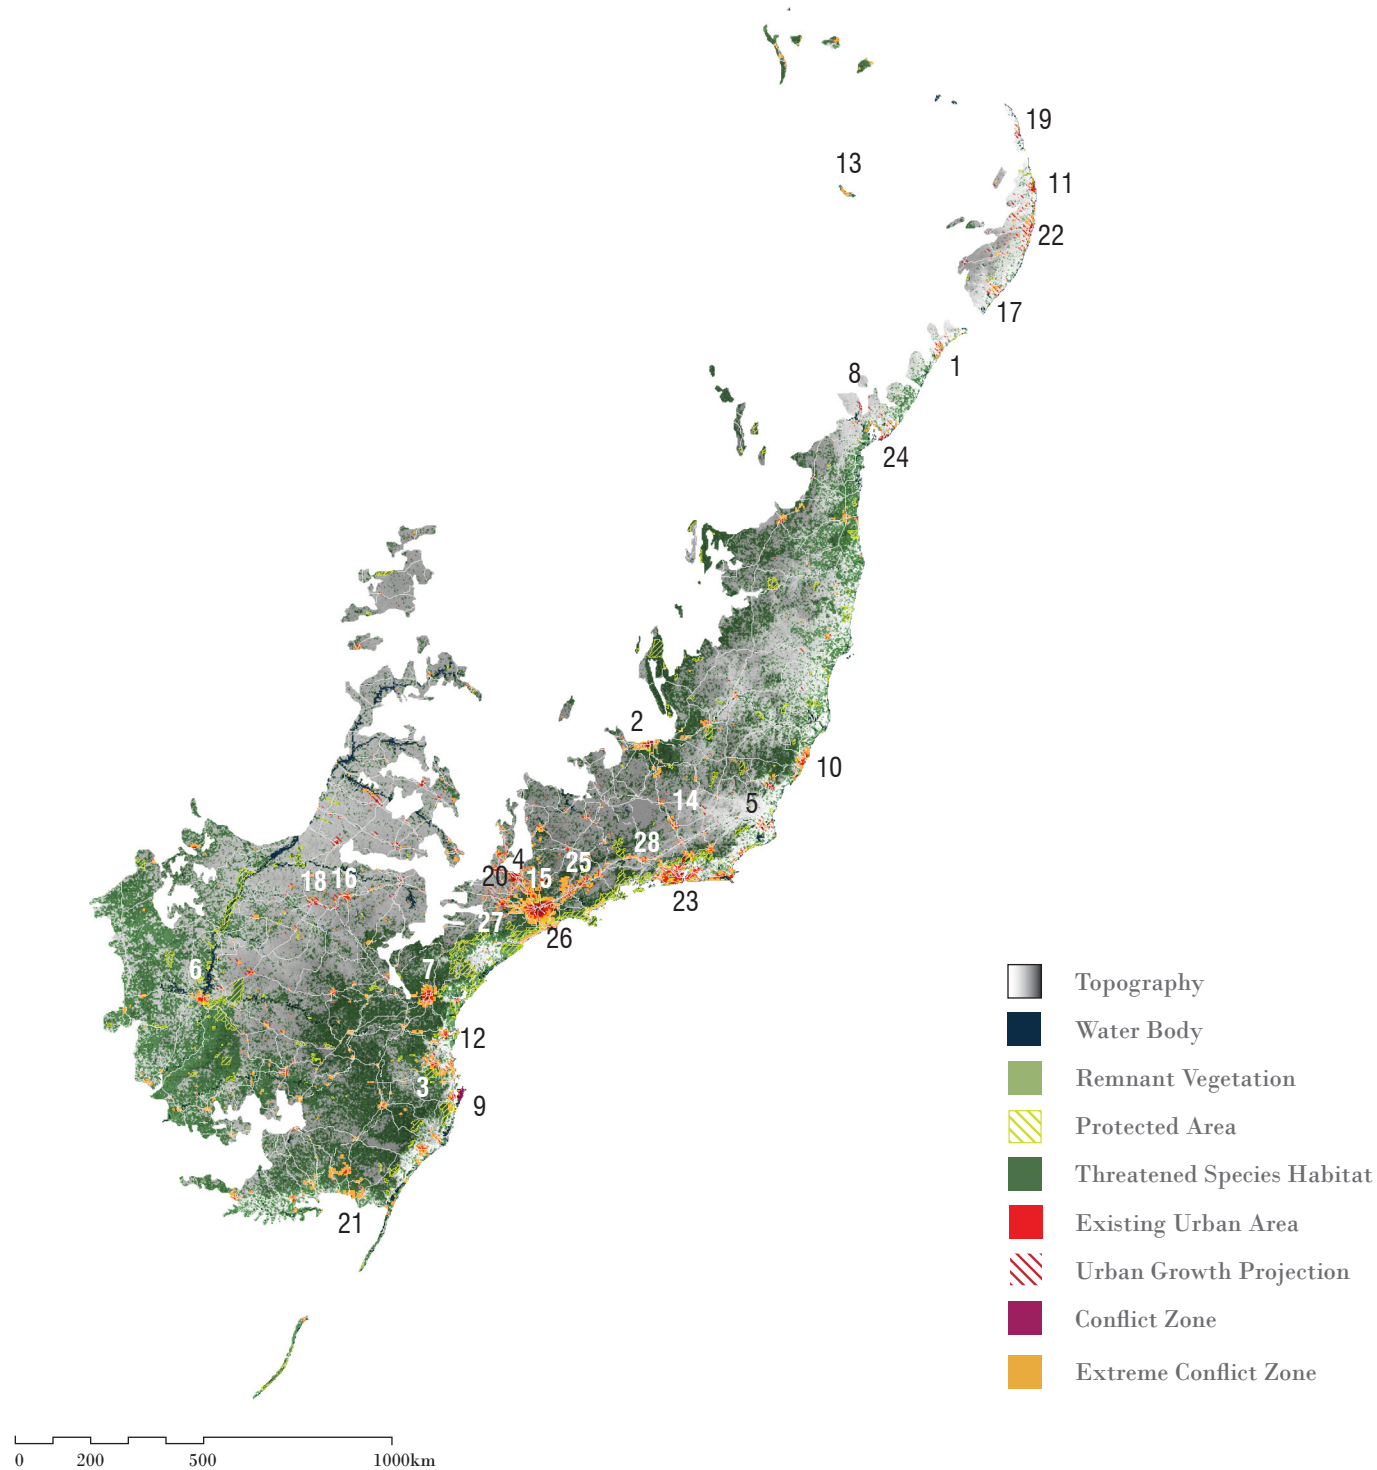 19
13
11
22
17
1
8
24
2
10
14
5
28
4
25
20
15
18
16
23
27
26
6
7
12
3
9
21
Topography
Water Body
Remnant Vegetation
Protected Area
Threatened Species Habitat
Existing Urban Area
Urban Growth Projection
Conflict Zone
Extreme Conflict Zone
0 200 500 1000km